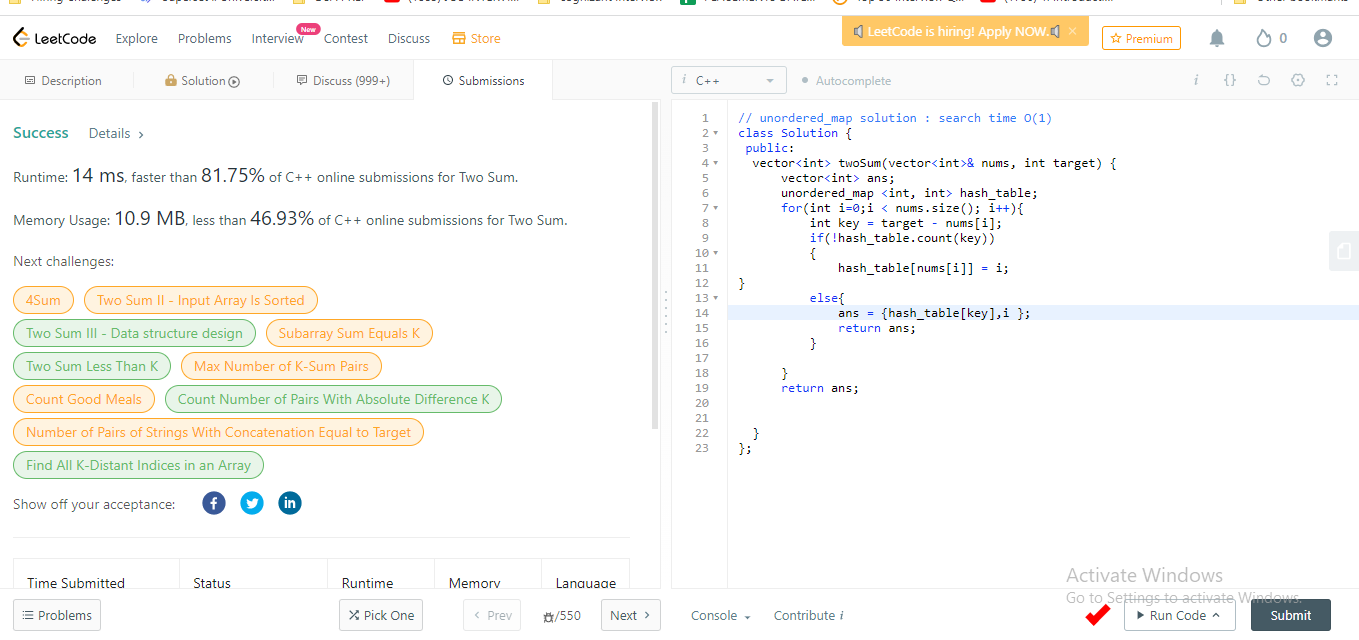 LeetCode Explore Problems Interview New Contest Discuss Store LeetCode is hiring! Apply NOW. × Premium 0
Description Solution Discuss (999+) Submissions
i C++ Autocomplete i {}
Success Details >
Runtime: 14 ms, faster than 81.75% of C++ online submissions for Two Sum.
Memory Usage: 10.9 MB, less than 46.93% of C++ online submissions for Two Sum.
Next challenges:
4Sum Two Sum II - Input Array Is Sorted
Two Sum III - Data structure design Subarray Sum Equals K
Two Sum Less Than K Max Number of K-Sum Pairs
Count Good Meals Count Number of Pairs With Absolute Difference K
Number of Pairs of Strings With Concatenation Equal to Target
Find All K-Distant Indices in an Array
Show off your acceptance:
Time Submitted Status Runtime Memory Language
1 // unordered_map solution : search time O(1)
2 class Solution {
3 public:
4 vector<int> twoSum(vector<int>& nums, int target) {
5 vector<int> ans;
6 unordered_map <int, int> hash_table;
7 for(int i=0;i < nums.size(); i++){
8 int key = target - nums[i];
9 if(!hash_table.count(key))
10 {
11 hash_table[nums[i]] = i;
12 }
13 else{
14 ans = {hash_table[key],i };
15 return ans;
16 }
17
18 }
19 return ans;
20
21
22 }
23 };
Activate Windows
Go to Settings to activate Windows.
Problems Pick One < Prev /550 Next > Console Contribute i Run Code Submit